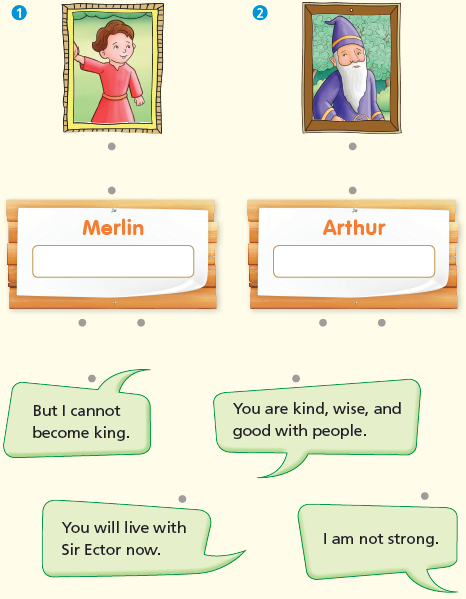 1
2
Merlin
Arthur
But I cannot
become king.
You are kind, wise, and
good with people.
You will live with
Sir Ector now.
I am not strong.